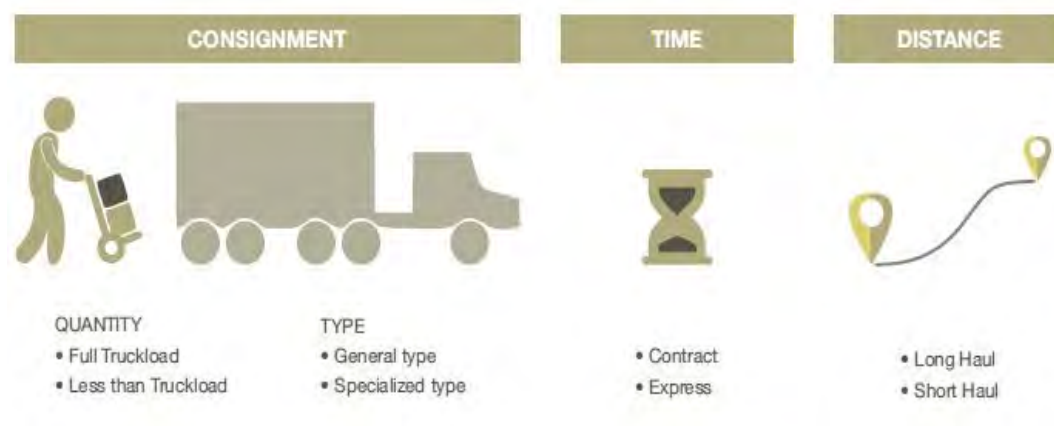 CONSIGNMENT
TIME
DISTANCE
QUANTITY
• Full Truckload
• Less than Truckload
TYPE
• General type
• Specialized type
• Contract
• Express
• Long Haul
• Short Haul